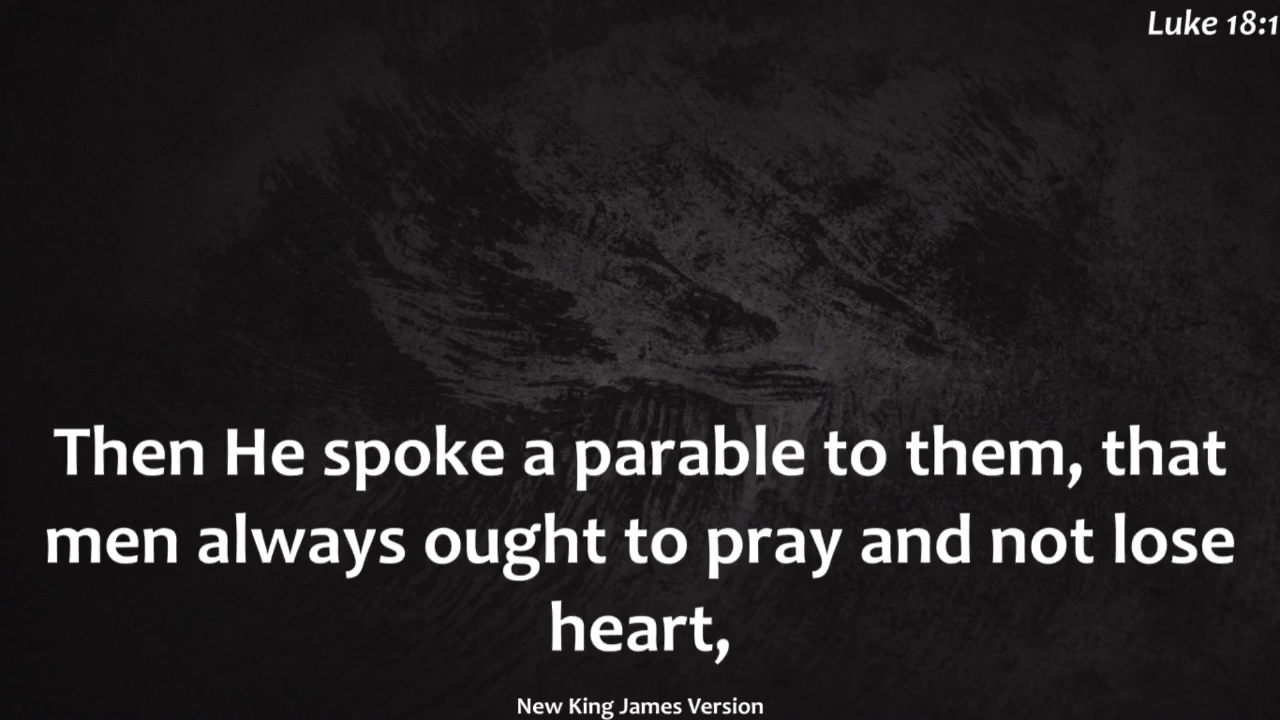 Luke 18:1
Then He spoke a parable to them, that
men always ought to pray and not lose
heart,
New King James Version